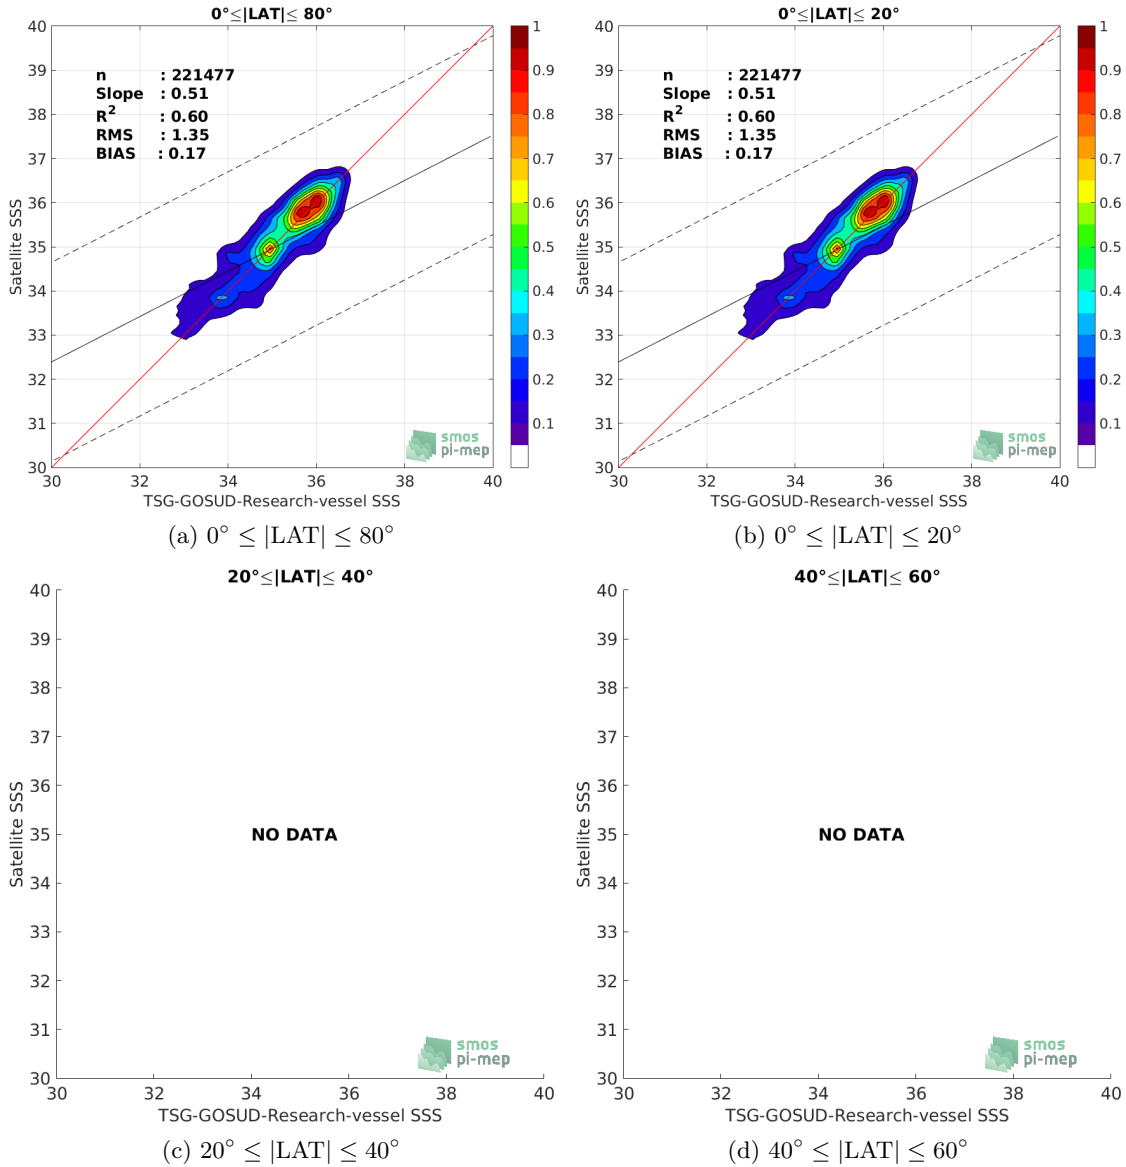 0°≤|LAT|≤ 80°
40
39
38
37
36
35
34
33
32
31
30
Satellite SSS
n : 221477
Slope : 0.51
R² : 0.60
RMS : 1.35
BIAS : 0.17
smos
pi-mep
30
32
34
36
38
40
TSG-GOSUD-Research-vessel SSS
1
0.9
0.8
0.7
0.6
0.5
0.4
0.3
0.2
0.1
(a) 0° ≤ |LAT| ≤ 80°
0°≤|LAT|≤ 20°
40
39
38
37
36
35
34
33
32
31
30
Satellite SSS
n : 221477
Slope : 0.51
R² : 0.60
RMS : 1.35
BIAS : 0.17
smos
pi-mep
30
32
34
36
38
40
TSG-GOSUD-Research-vessel SSS
1
0.9
0.8
0.7
0.6
0.5
0.4
0.3
0.2
0.1
(b) 0° ≤ |LAT| ≤ 20°
20°≤|LAT|≤ 40°
40
39
38
37
36
35
34
33
32
31
30
Satellite SSS
NO DATA
smos
pi-mep
30
32
34
36
38
40
TSG-GOSUD-Research-vessel SSS
(c) 20° ≤ |LAT| ≤ 40°
40°≤|LAT|≤ 60°
40
39
38
37
36
35
34
33
32
31
30
Satellite SSS
NO DATA
smos
pi-mep
30
32
34
36
38
40
TSG-GOSUD-Research-vessel SSS
(d) 40° ≤ |LAT| ≤ 60°